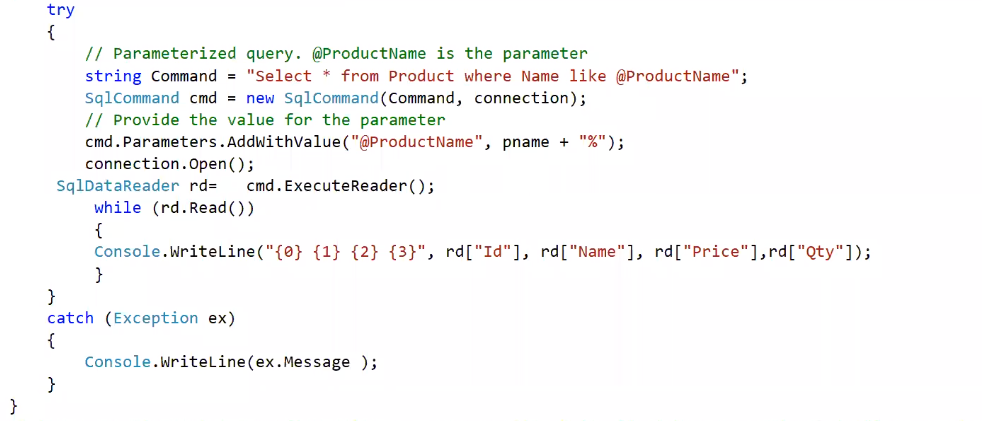 try
{
// Parameterized query. @ProductName is the parameter
string Command = "Select * from Product where Name like @ProductName";
SqlCommand cmd = new SqlCommand(Command, connection);
// Provide the value for the parameter
cmd.Parameters.AddWithValue("@ProductName", pname + "%");
connection.Open();
SqlDataReader rd=   cmd.ExecuteReader();
while (rd.Read())
{
Console.WriteLine("{0} {1} {2} {3}", rd["Id"], rd["Name"], rd["Price"],rd["Qty"]);
}
}
catch (Exception ex)
{
Console.WriteLine(ex.Message );
}
}